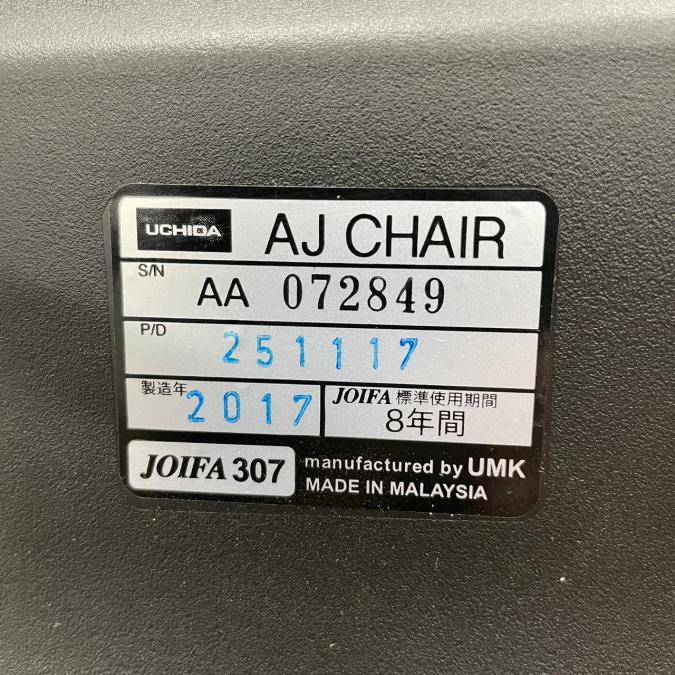 UCHIDA AJ CHAIR
S/N AA 072849
P/D 251117
製造年 2017
JOIFA 標準使用期間
8年間
JOIFA 307
manufactured by UMK
MADE IN MALAYSIA